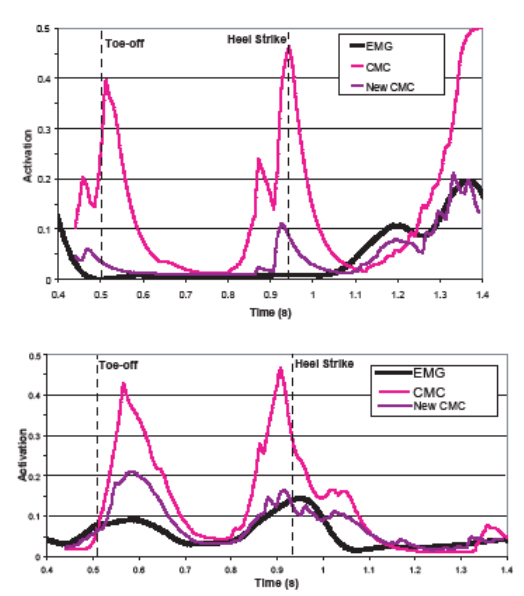 0.5
Toe-off
Heel Strike
EMG
CMC
New CMC
0.4
0.3
0.2
0.1
0
Activation
0.4 0.5 0.6 0.7 0.8 0.9 1 1.1 1.2 1.3 1.4
Time (s)
0.5
Toe-off
Heel Strike
EMG
CMC
New CMC
0.4
0.3
0.2
0.1
0
Activation
0.4 0.5 0.6 0.7 0.8 0.9 1 1.1 1.2 1.3 1.4
Time (s)